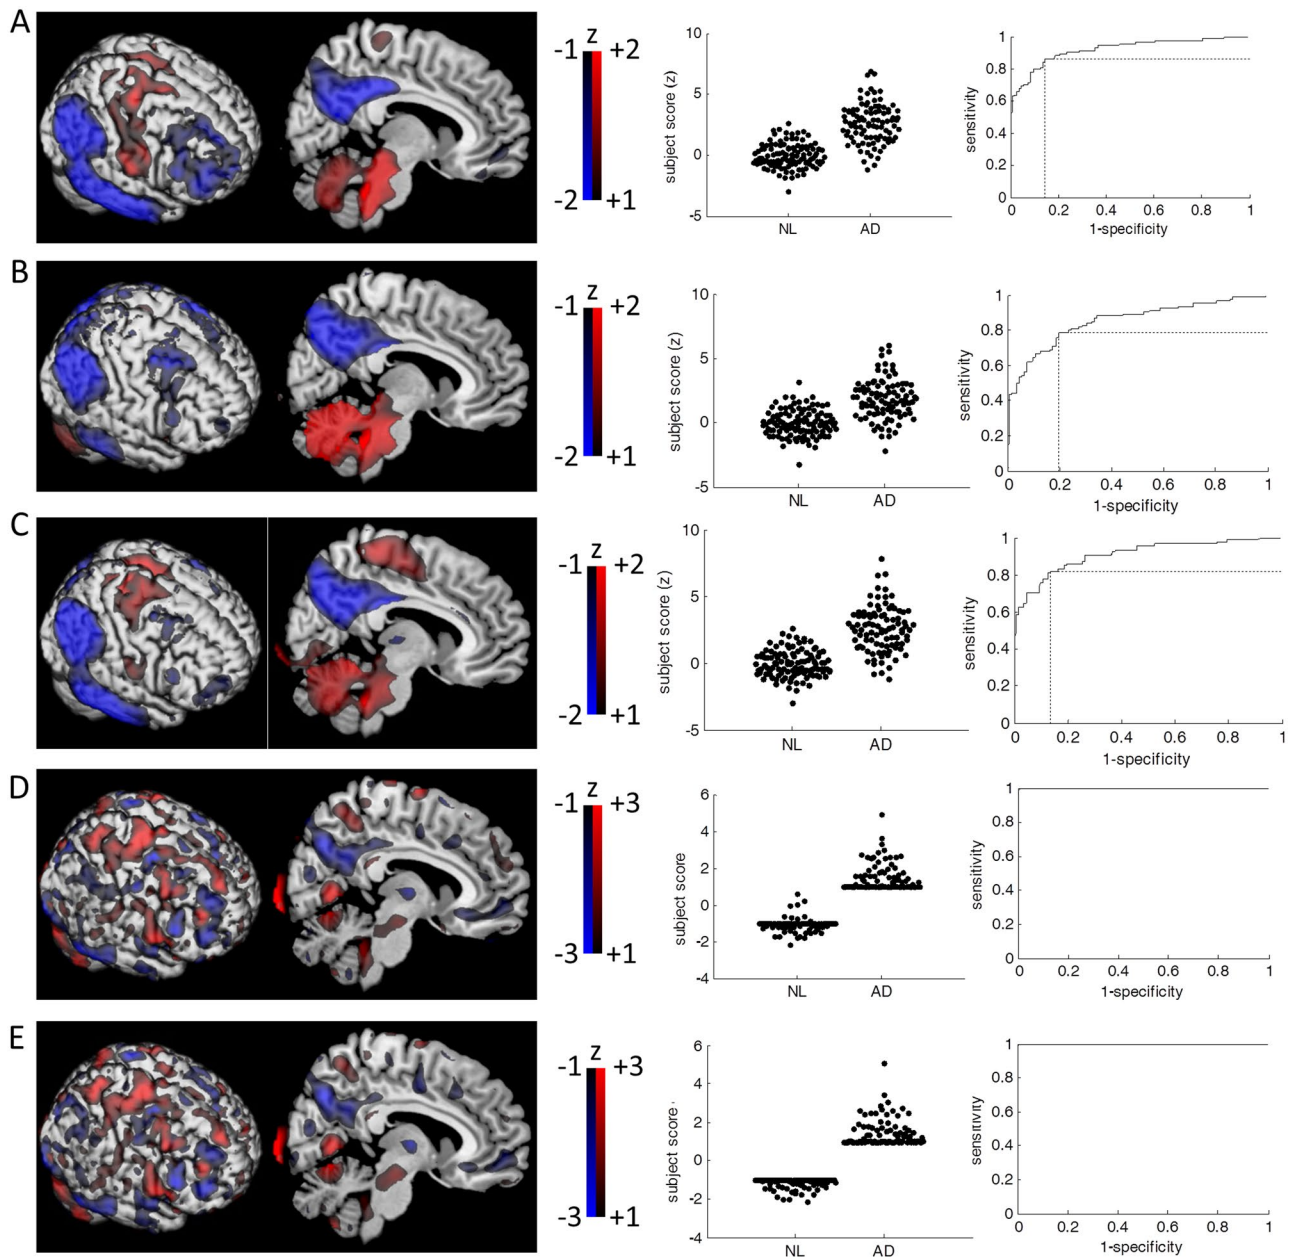 A
z
-1 +2
-2 +1
10
5
0
-5
subject score (z)
NL AD
1
0.8
0.6
0.4
0.2
0
sensitivity
0 0.2 0.4 0.6 0.8 1
1-specificity
B
z
-1 +2
-2 +1
10
5
0
-5
subject score (z)
NL AD
1
0.8
0.6
0.4
0.2
0
sensitivity
0 0.2 0.4 0.6 0.8 1
1-specificity
C
z
-1 +2
-2 +1
10
5
0
-5
subject score (z)
NL AD
1
0.8
0.6
0.4
0.2
0
sensitivity
0 0.2 0.4 0.6 0.8 1
1-specificity
D
z
-1 +3
-3 +1
6
4
2
0
-2
-4
subject score
NL AD
1
0.8
0.6
0.4
0.2
0
sensitivity
0 0.2 0.4 0.6 0.8 1
1-specificity
E
z
-1 +3
-3 +1
6
4
2
0
-2
-4
subject score
NL AD
1
0.8
0.6
0.4
0.2
0
sensitivity
0 0.2 0.4 0.6 0.8 1
1-specificity